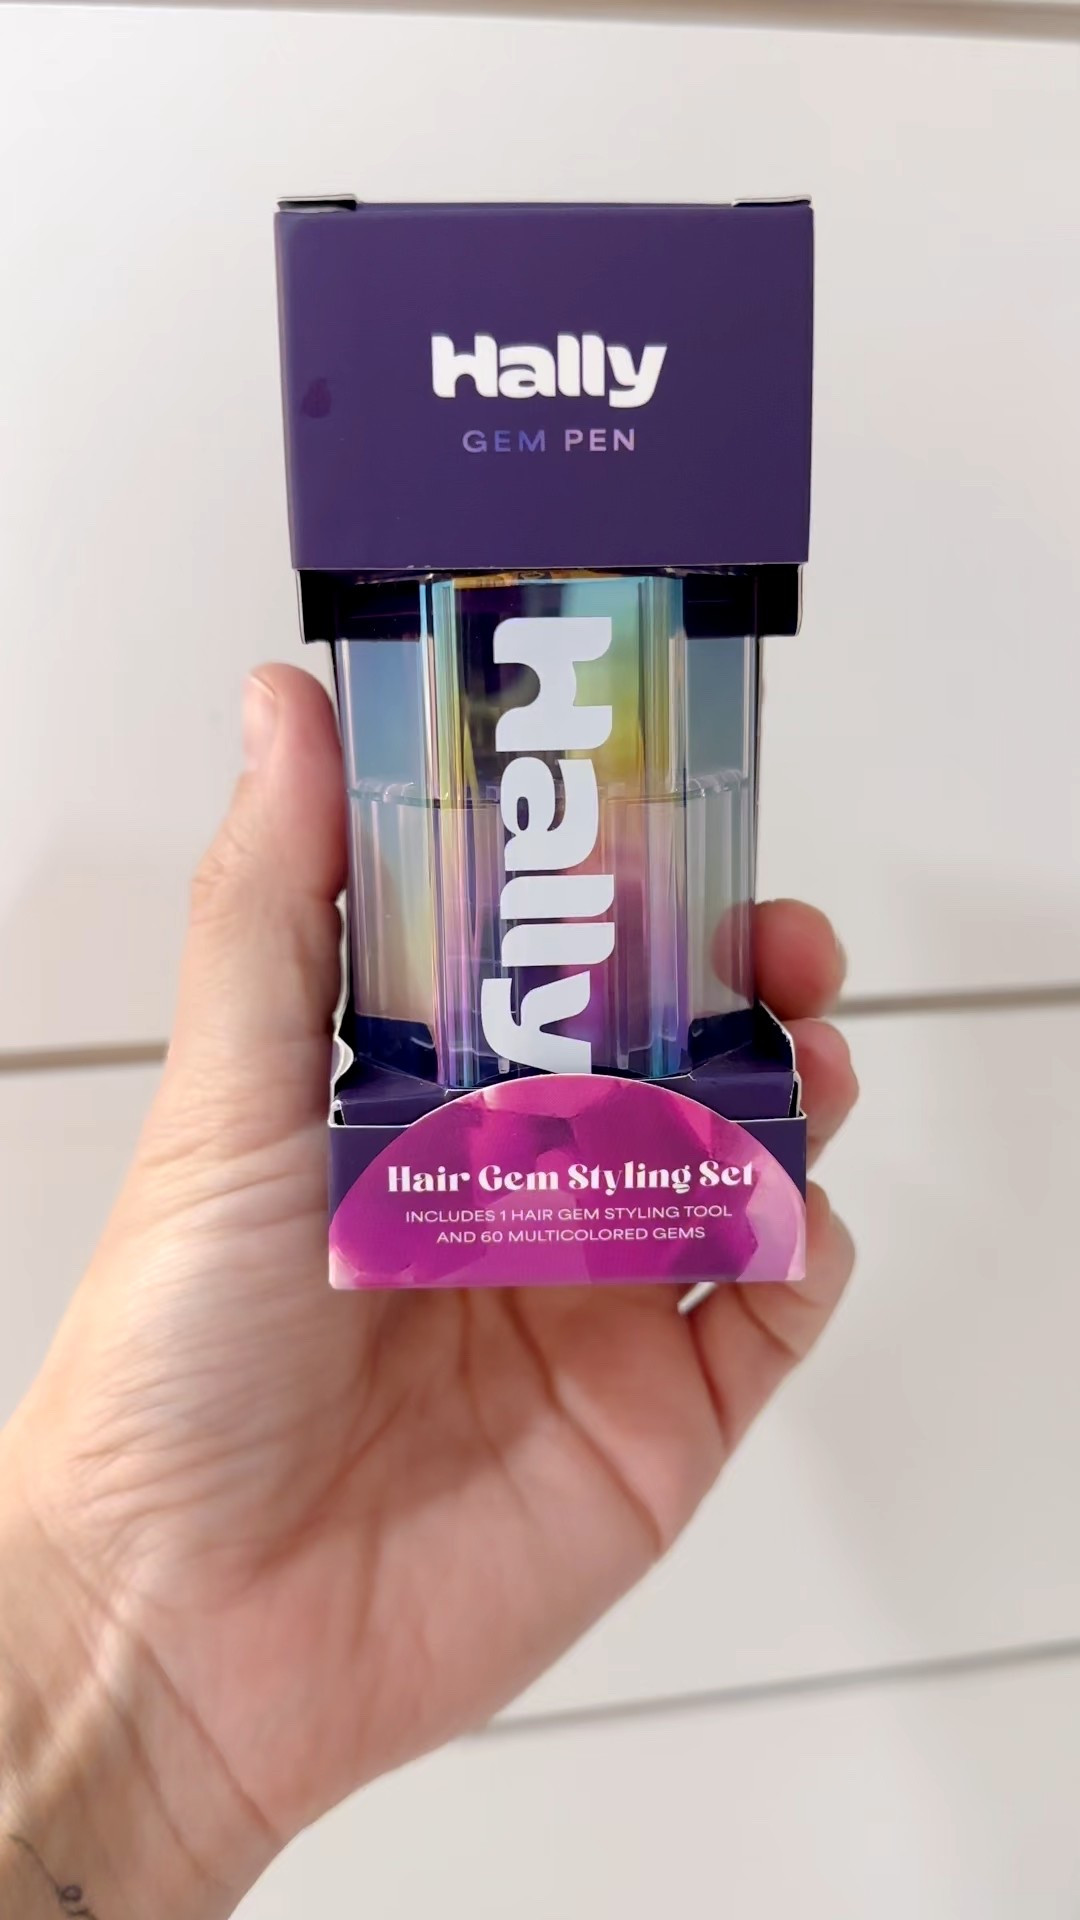 Hally
GEM PEN
Hally
Hair Gem Styling Set
INCLUDES 1 HAIR GEM STYLING TOOL
AND 60 MULTICOLORED GEMS